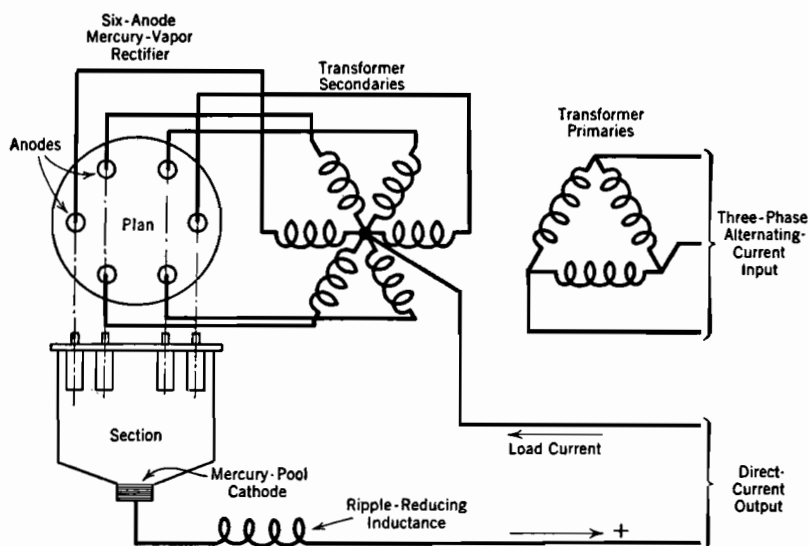 Six-Anode
Mercury-Vapor
Rectifier
Transformer
Secondaries
Transformer
Primaries
Anodes
Plan
Three-Phase
Alternating-
Current
Input
Section
Load Current
Mercury-Pool
Cathode
Ripple-Reducing
Inductance
+
Direct-
Current
Output